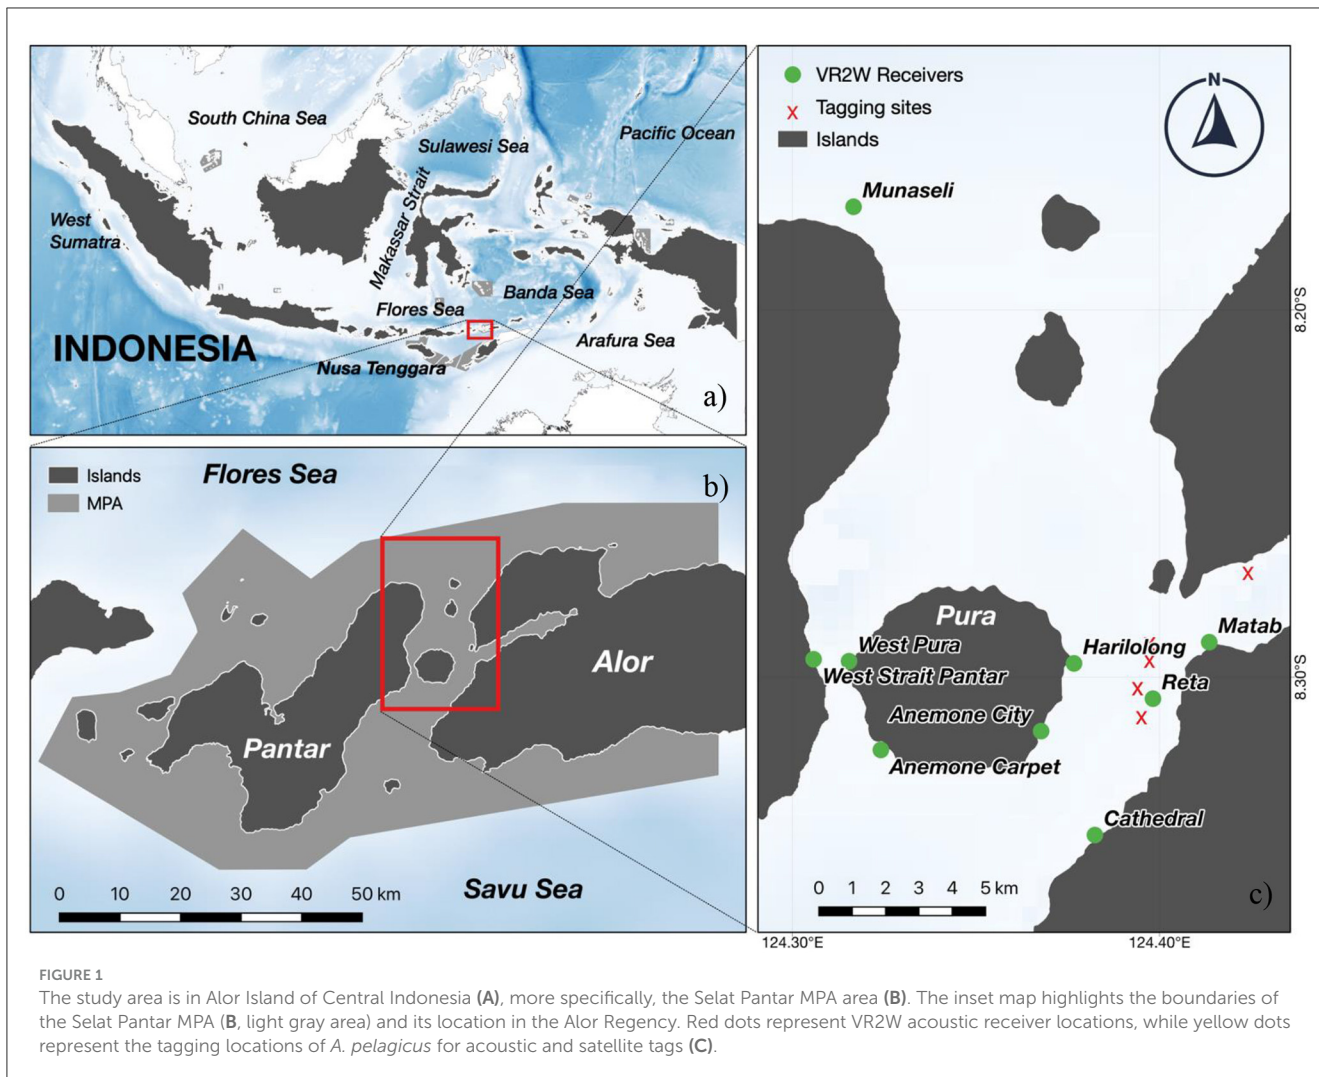 South China Sea
Pacific Ocean
Sulawesi Sea
Makassar Strait
West
Sumatra
Banda Sea
Flores Sea
Arafura Sea
INDONESIA
Nusa Tenggara
a)
Islands
MPA
Flores Sea
b)
Alor
Pantar
Savu Sea
0 10 20 30 40 50 km
VR2W Receivers
x Tagging sites
Islands
N
Munaseli
8.20°S
Pura
Matab
West Pura
Harilolong
West Strait Pantar
Reta
8.30°S
Anemone City
Anemone Carpet
Cathedral
0 1 2 3 4 5 km
c)
124.30°E
124.40°E
FIGURE 1
The study area is in Alor Island of Central Indonesia (A), more specifically, the Selat Pantar MPA area (B). The inset map highlights the boundaries of
the Selat Pantar MPA (B, light gray area) and its location in the Alor Regency. Red dots represent VR2W acoustic receiver locations, while yellow dots
represent the tagging locations of A. pelagicus for acoustic and satellite tags (C).